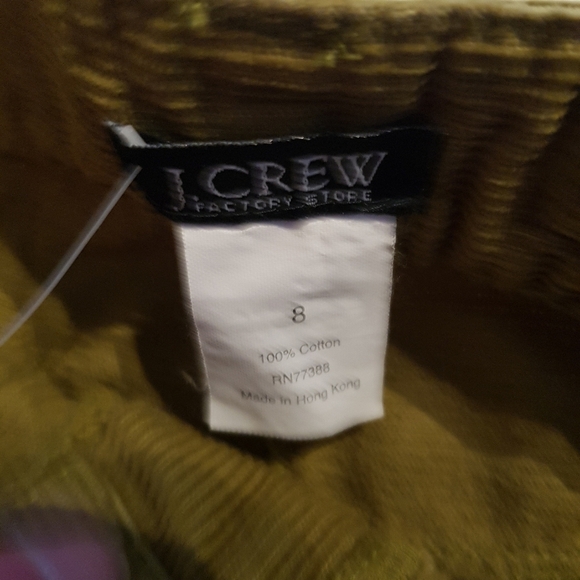 J.CREW
FACTORY STORE
8
100% Cotton
RN77388
Made In Hong Kong